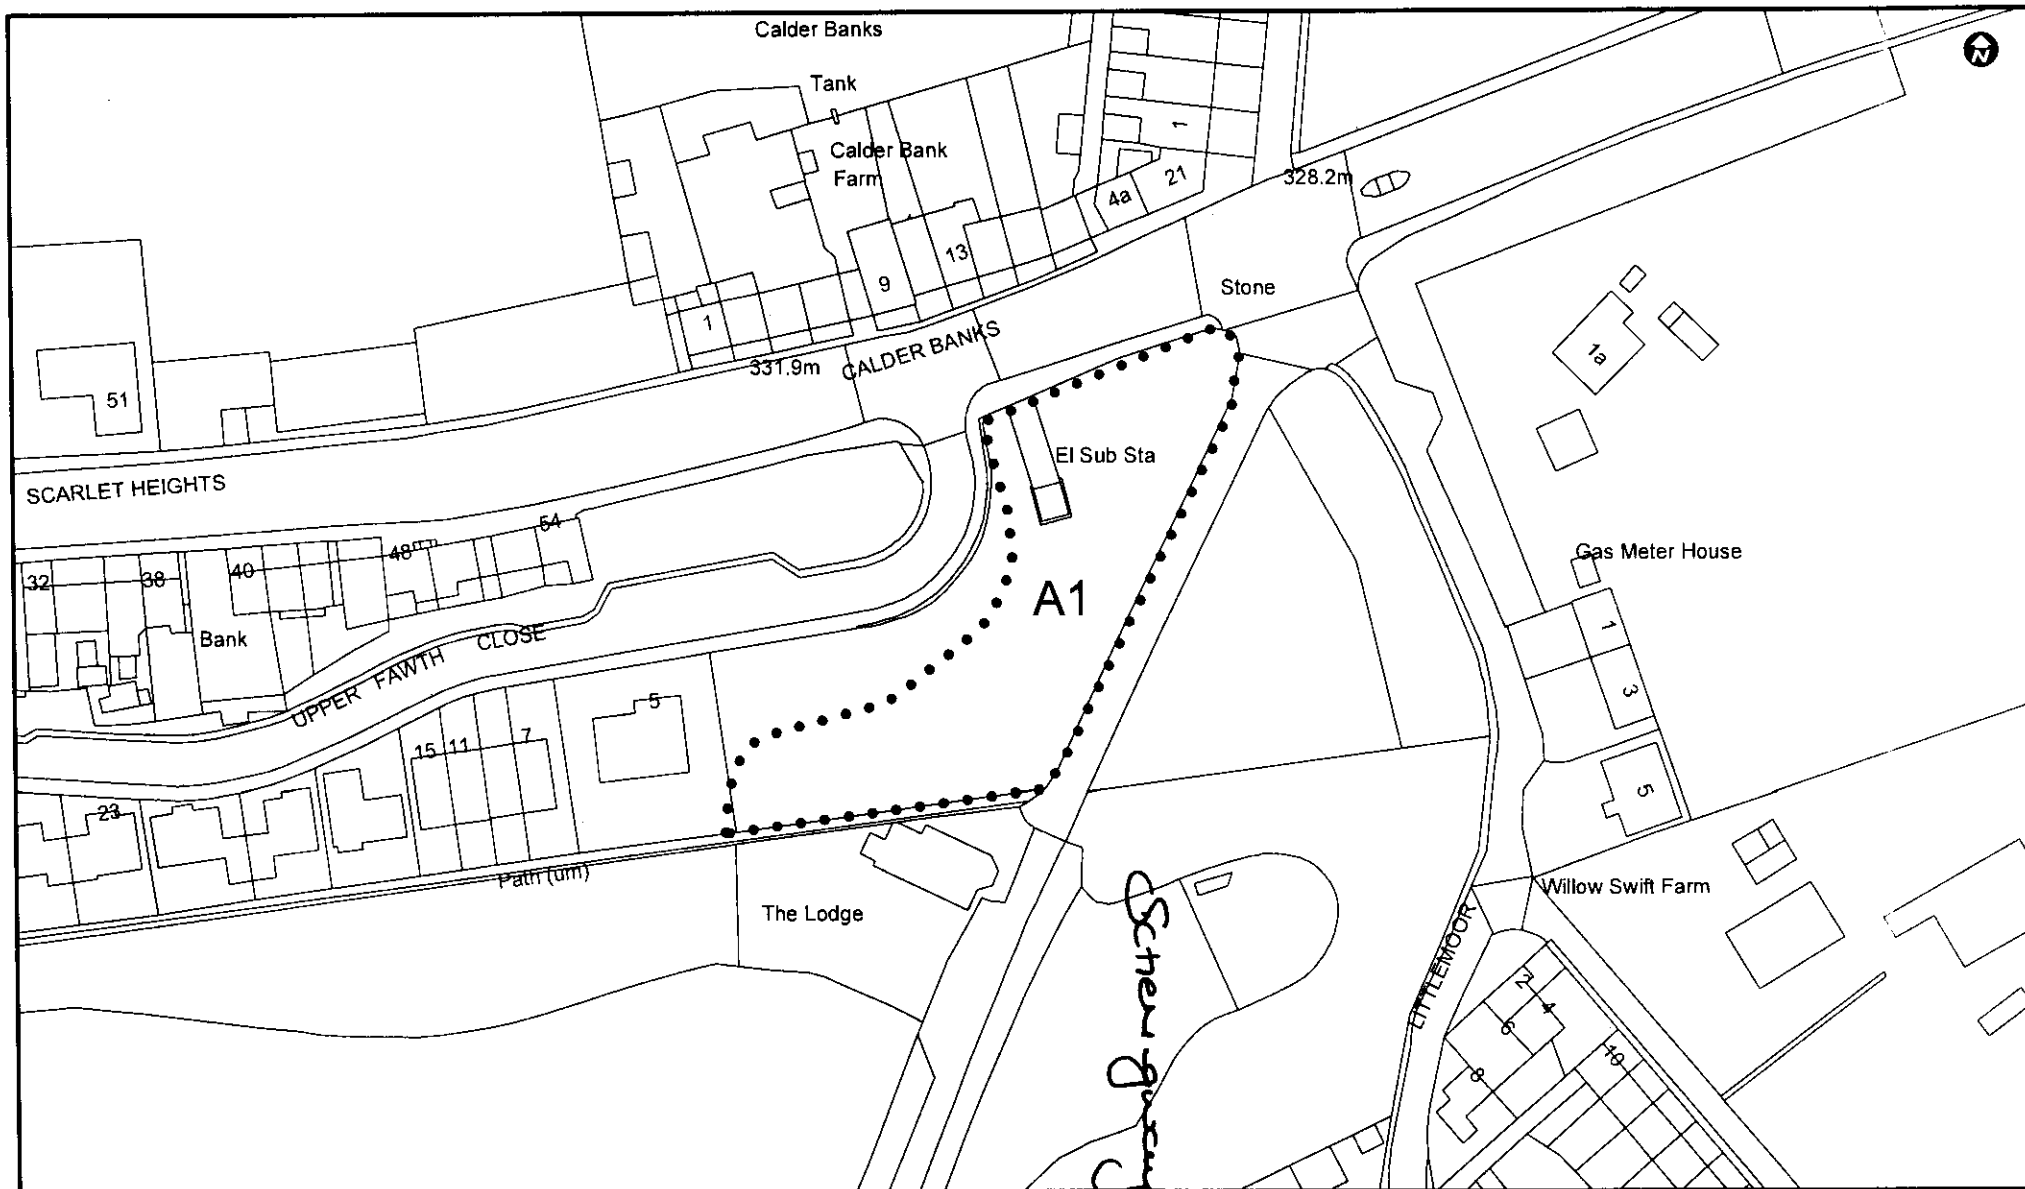 Calder Banks
N
Tank
Calder Bank
Farm
1
4a
21
328.2m
13
9
1
Stone
331.9m
CALDER BANKS
51
1a
SCARLET HEIGHTS
El Sub Sta
54
48
40
38
32
Gas Meter House
A1
Bank
UPPER FAWTH CLOSE
1
3
5
5
7
11
15
23
Path (um)
The Lodge
Willow Swift Farm
LITTLEMOOR
2
4
6
8
10